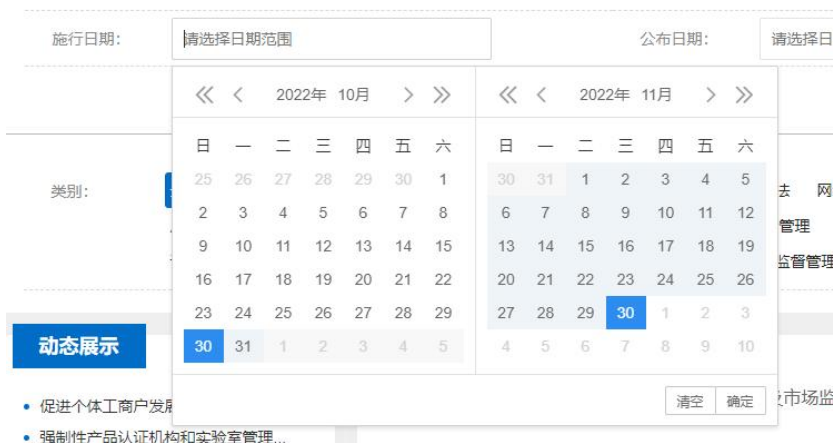 施行日期： 请选择日期范围 公布日期： 请选择日
2022年 10月 2022年 11月
日 一 二 三 四 五 六 日 一 二 三 四 五 六
类别： 25 26 27 28 29 30 1 30 31 1 2 3 4 5 法 网
2 3 4 5 6 7 8 6 7 8 9 10 11 12 管理
9 10 11 12 13 14 15 13 14 15 16 17 18 19 监督管理
16 17 18 19 20 21 22 20 21 22 23 24 25 26
23 24 25 26 27 28 29 27 28 29 30 1 2 3
动态展示 30 31 1 2 3 4 5 4 5 6 7 8 9 10
清空 确定
促进个体工商户发展 及市场监
强制性产品认证机构和实验室管理...